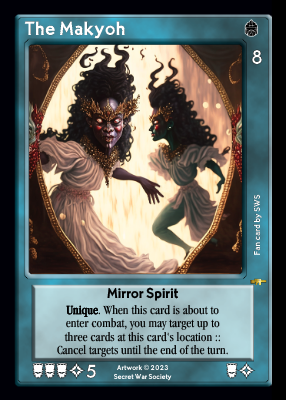 The Makyoh
8
Fan card by SWS
Mirror Spirit
Unique. When this card is about to
enter combat, you may target up to
three cards at this card's location ::
Cancel targets until the end of the turn.
5
Artwork © 2023
Secret War Society